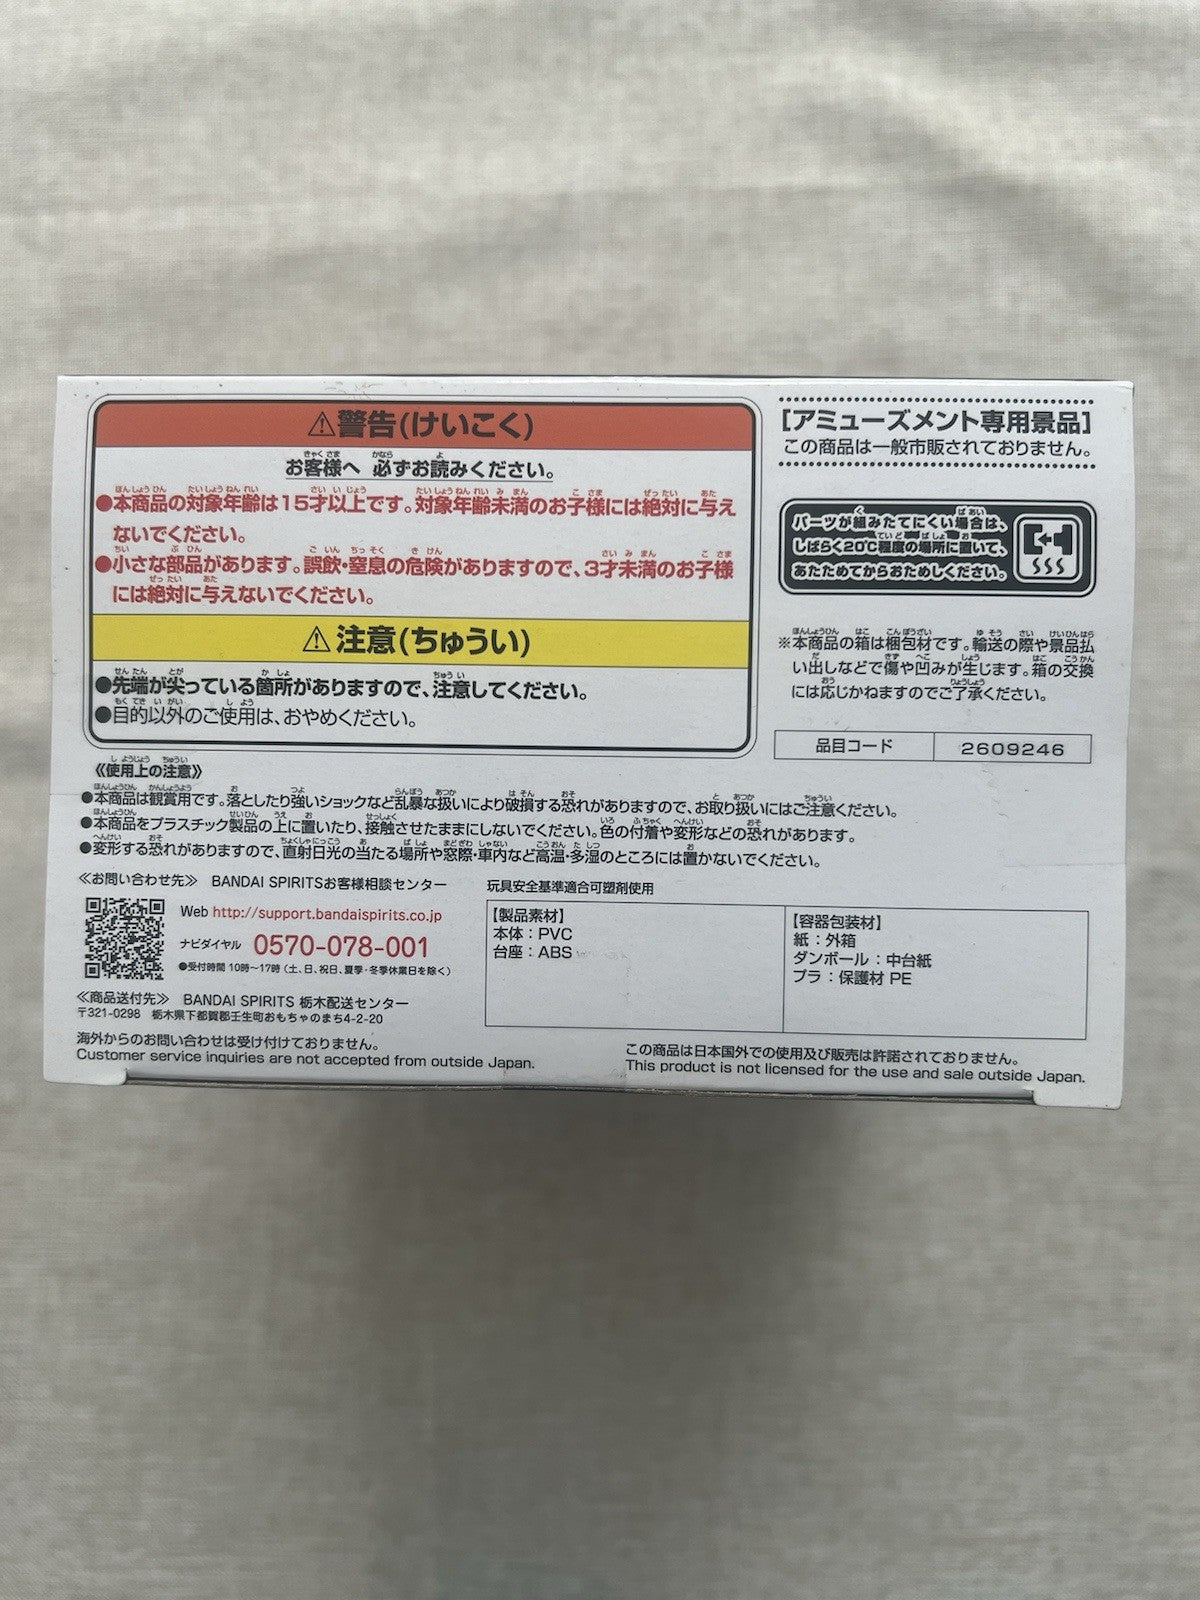 ⚠警告(けいこく)
お客様へ 必ずお読みください。
●本商品の対象年齢は15才以上です。対象年齢未満のお子様には絶対に与え
ないでください。
●小さな部品があります。誤飲・窒息の危険がありますので、3才未満のお子様
には絶対に与えないでください。
⚠注意(ちゅうい)
●先端が尖っている箇所がありますので、注意してください。
●目的以外のご使用は、おやめください。
[アミューズメント専用景品]
この商品は一般市販されておりません。
パーツが組みたてにくい場合は、
しばらく20℃程度の場所に置いて、
あたためてからおためしください。
※本商品の箱は梱包材です。輸送の際や景品払
い出しなどで傷や凹みが生じます。箱の交換
には応じかねますのでご了承ください。
品目コード 2609246
《使用上の注意》
●本商品は観賞用です。落としたり強いショックなど乱暴な扱いにより破損する恐れがありますので、お取り扱いにはご注意ください。
●本商品をプラスチック製品の上に置いたり、接触させたままにしないでください。色の付着や変形などの恐れがあります。
●変形する恐れがありますので、直射日光の当たる場所や窓際・車内など高温・多湿のところには置かないでください。
≪お問い合わせ先≫ BANDAI SPIRITSお客様相談センター
Web http://support.bandaispirits.co.jp
ナビダイヤル 0570-078-001
●受付時間 10時〜17時(土、日、祝日、夏季・冬季休業日を除く)
≪商品送付先≫ BANDAI SPIRITS 栃木配送センター
〒321-0298 栃木県下都賀郡壬生町おもちゃのまち4-2-20
玩具安全基準適合可塑剤使用
【製品素材】
本体：PVC
台座：ABS
【容器包装材】
紙：外箱
ダンボール：中台紙
プラ：保護材 PE
海外からのお問い合わせは受け付けておりません。
Customer service inquiries are not accepted from outside Japan.
この商品は日本国外での使用及び販売は許諾されておりません。
This product is not licensed for the use and sale outside Japan.